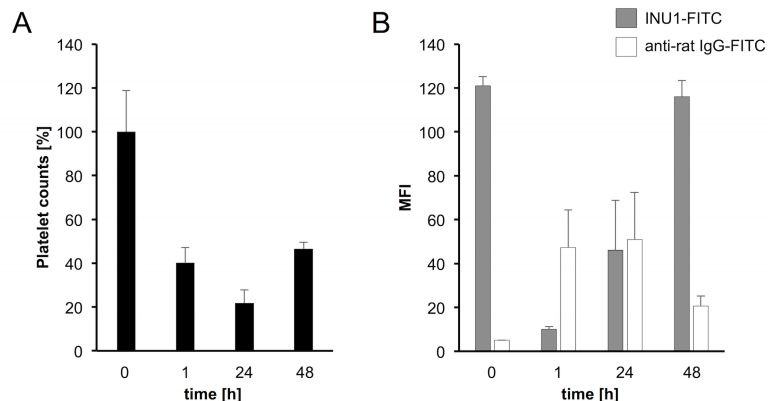 A
B
INU1-FITC
anti-rat IgG-FITC
140
120
100
80
60
40
20
0
Platelet counts [%]
0 1 24 48
time [h]
140
120
100
80
60
40
20
0
MFI
0 1 24 48
time [h]